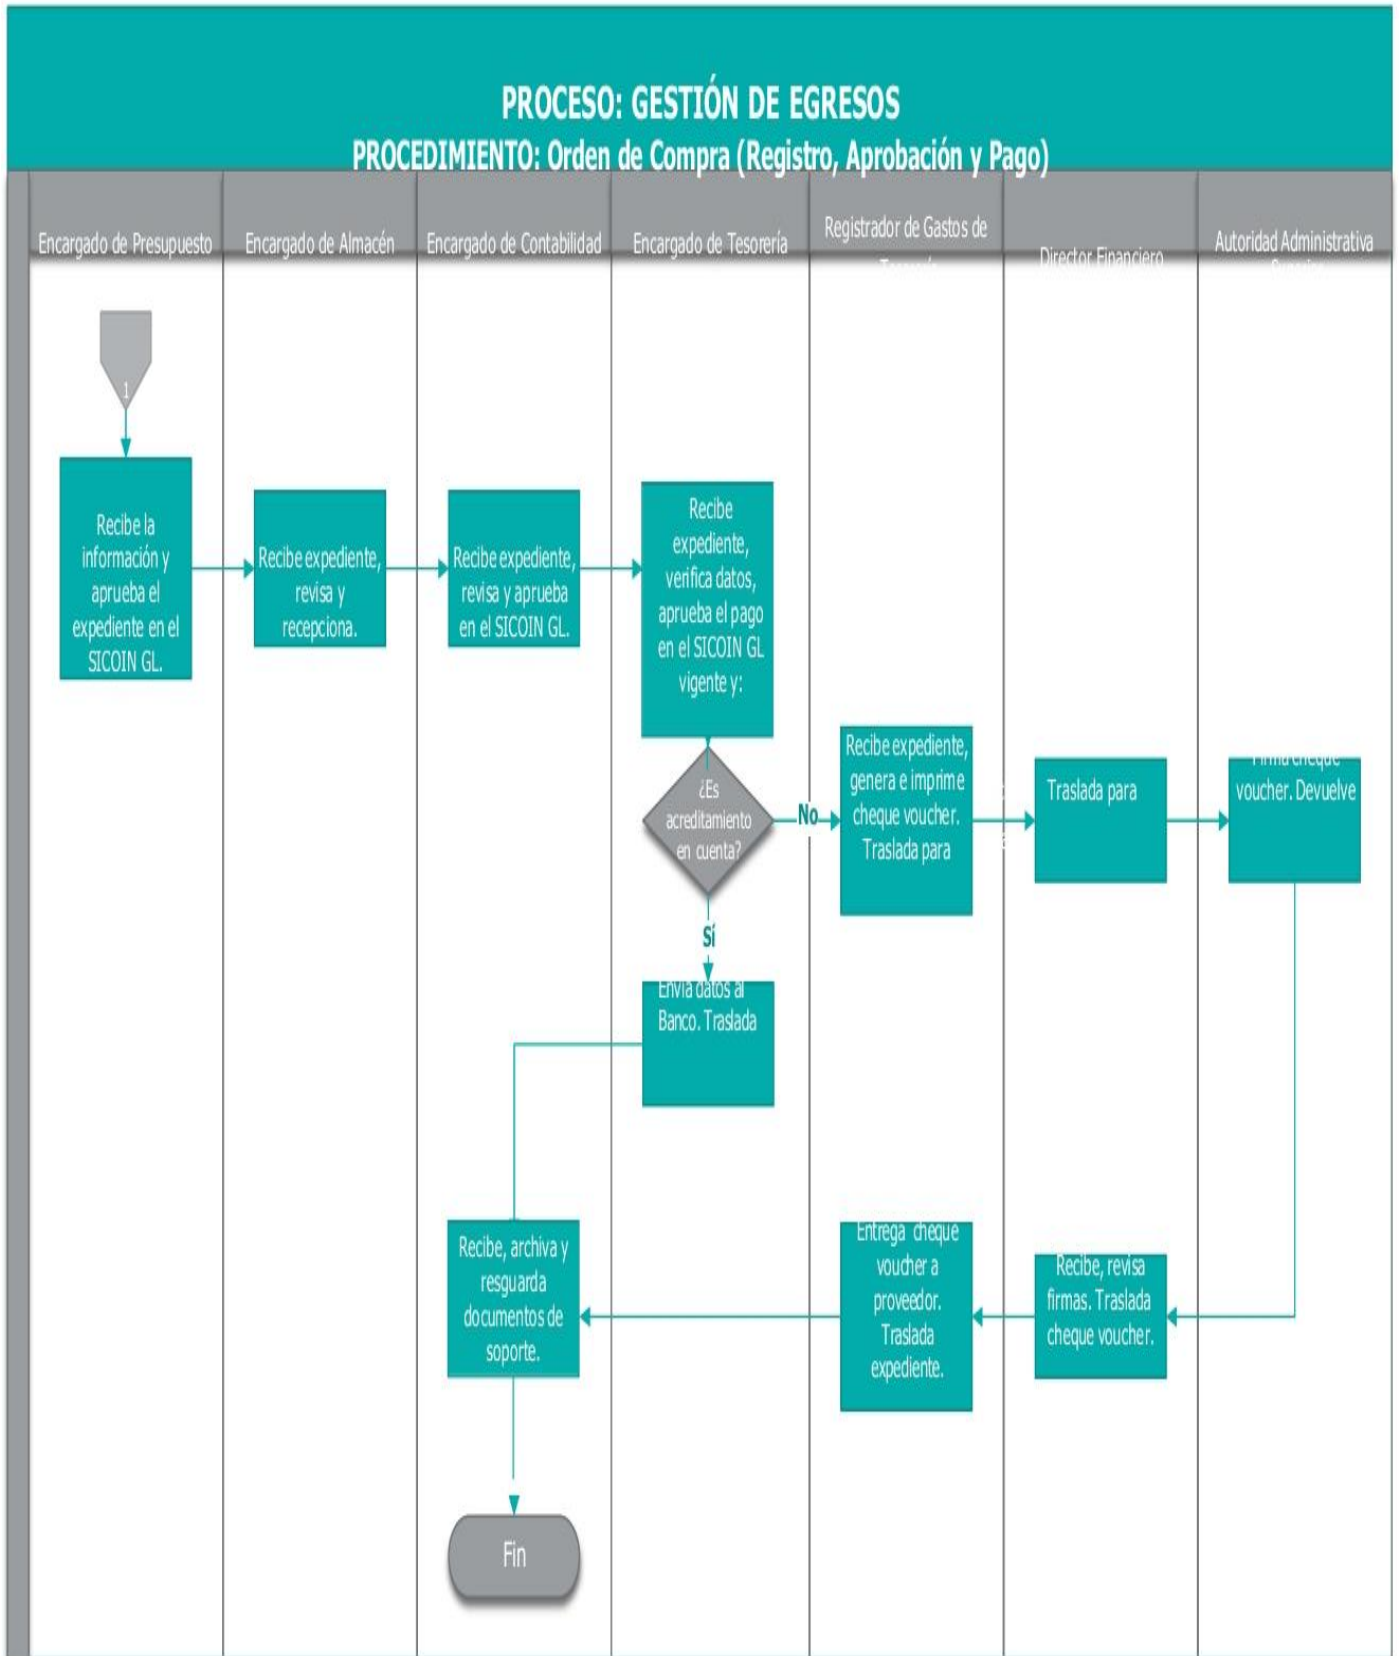 PROCESO: GESTIÓN DE EGRESOS
PROCEDIMIENTO: Orden de Compra (Registro, Aprobación y Pago)
Encargado de Presupuesto
Encargado de Almacén
Encargado de Contabilidad
Encargado de Tesorería
Registrador de Gastos de
Director Financiero
Autoridad Administrativa
1
Recibe la
información y
aprueba el
expediente en el
SICOIN GL.
Recibe expediente,
revisa y
recepciona.
Recibe expediente,
revisa y aprueba
en el SICOIN GL.
Recibe
expediente,
verifica datos,
aprueba el pago
en el SICOIN GL
vigente y:
¿Es
acreditamiento
en cuenta?
No
Sí
Recibe expediente,
genera e imprime
cheque voucher.
Traslada para
Traslada para
Firma cheque
voucher. Devuelve
Envía datos al
Banco. Traslada
Recibe, archiva y
resguarda
documentos de
soporte.
Entrega cheque
voucher a
proveedor.
Traslada
expediente.
Recibe, revisa
firmas. Traslada
cheque voucher.
Fin